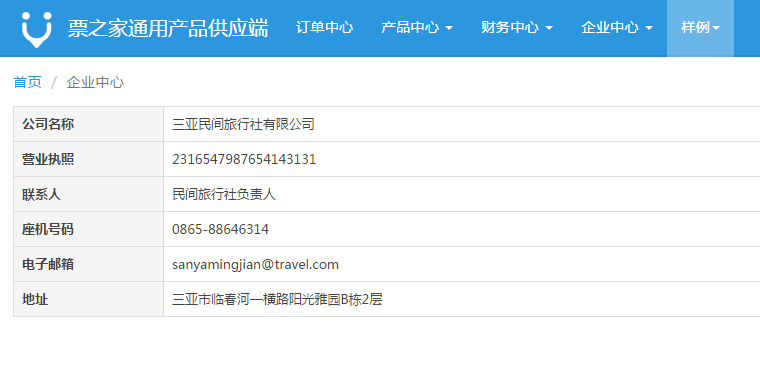 票之家通用产品供应端 订单中心 产品中心 财务中心 企业中心 样例
首页 / 企业中心
公司名称 三亚民间旅行社有限公司
营业执照 2316547987654143131
联系人 民间旅行社负责人
座机号码 0865-88646314
电子邮箱 sanyamingjian@travel.com
地址 三亚市临春河一横路阳光雅园B栋2层